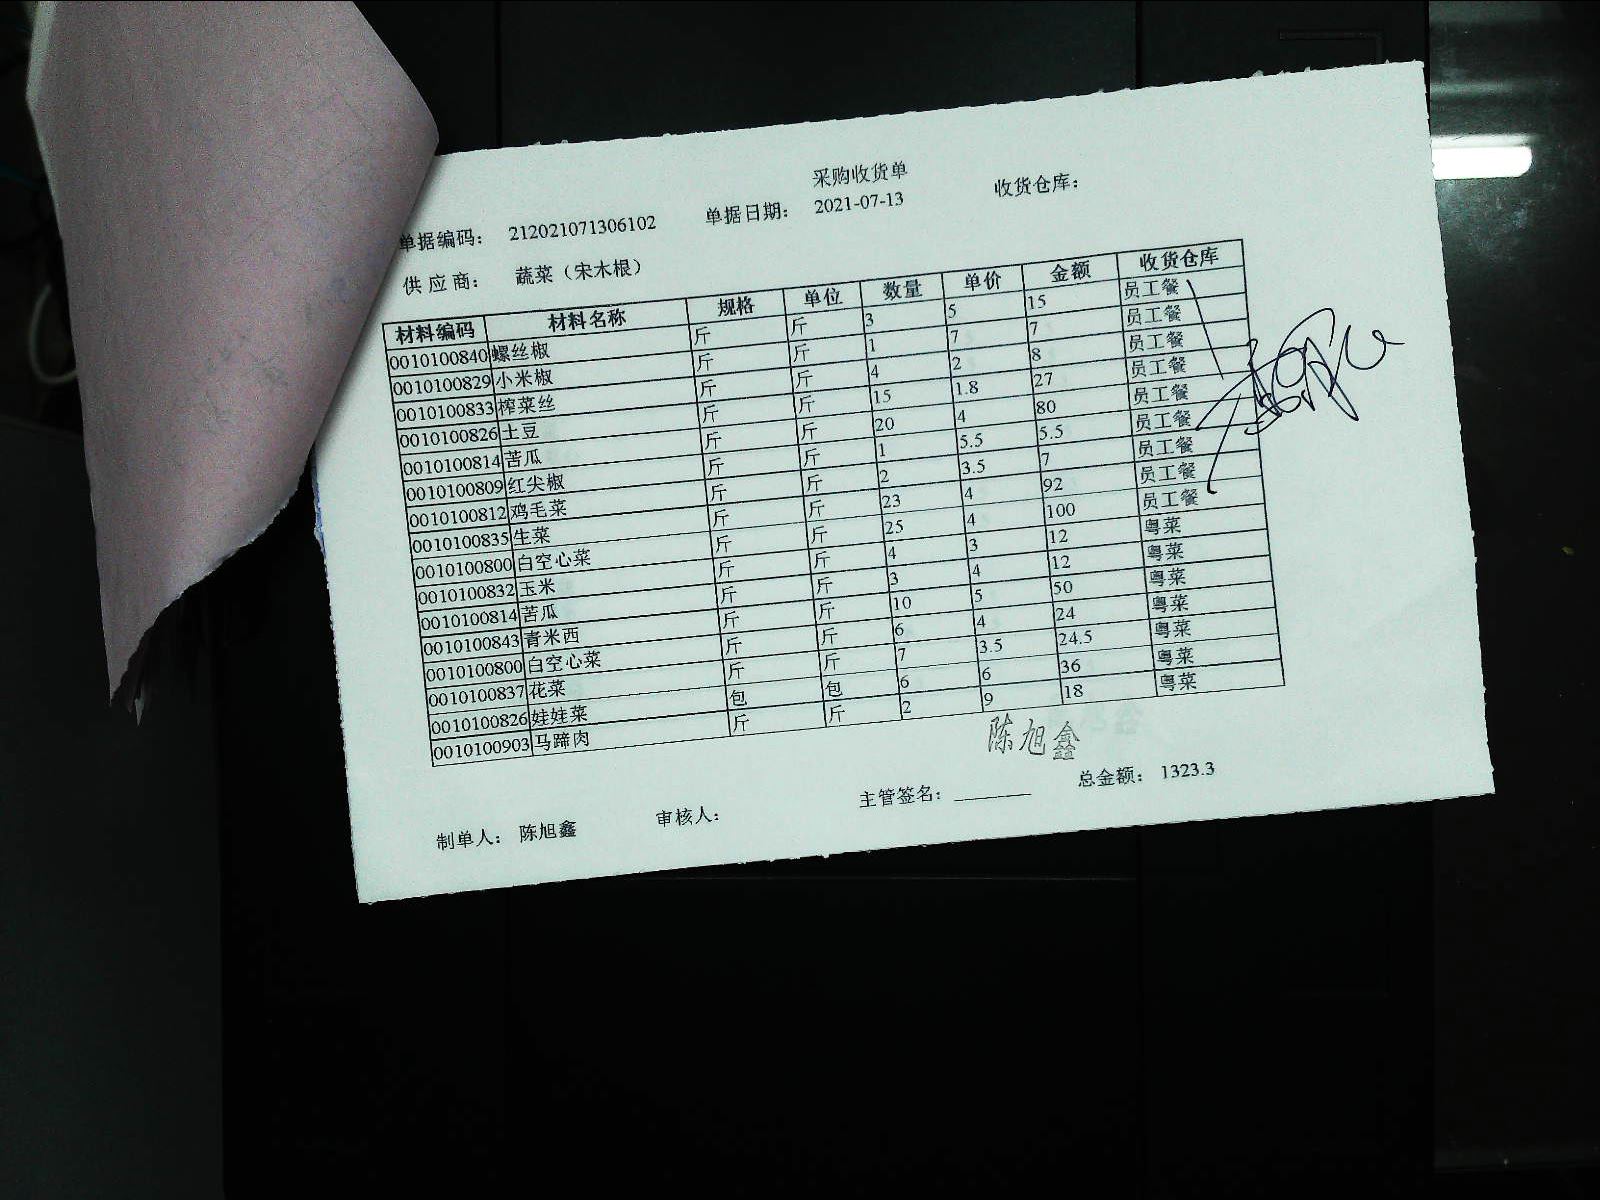 采购收货单
单据编码： 212021071306102 单据日期： 2021-07-13 收货仓库：
供 应 商： 蔬菜（宋木根）
材料编码 材料名称 规格 单位 数量 单价 金额 收货仓库
0010100840 螺丝椒 斤 斤 3 5 15 员工餐
0010100829 小米椒 斤 斤 1 7 7 员工餐
0010100833 榨菜丝 斤 斤 4 2 8 员工餐
0010100826 土豆 斤 斤 15 1.8 27 员工餐
0010100814 苦瓜 斤 斤 20 4 80 员工餐
0010100809 红尖椒 斤 斤 1 5.5 5.5 员工餐
0010100812 鸡毛菜 斤 斤 2 3.5 7 员工餐
0010100835 生菜 斤 斤 23 4 92 员工餐
0010100800 白空心菜 斤 斤 25 4 100 员工餐
0010100832 玉米 斤 斤 4 3 12 粤菜
0010100814 苦瓜 斤 斤 3 4 12 粤菜
0010100843 青米西 斤 斤 10 5 50 粤菜
0010100800 白空心菜 斤 斤 6 4 24 粤菜
0010100837 花菜 斤 斤 7 3.5 24.5 粤菜
0010100826 娃娃菜 包 包 6 6 36 粤菜
0010100903 马蹄肉 斤 斤 2 9 18 粤菜
陈旭鑫
制单人： 陈旭鑫 审核人： 主管签名： 总金额： 1323.3